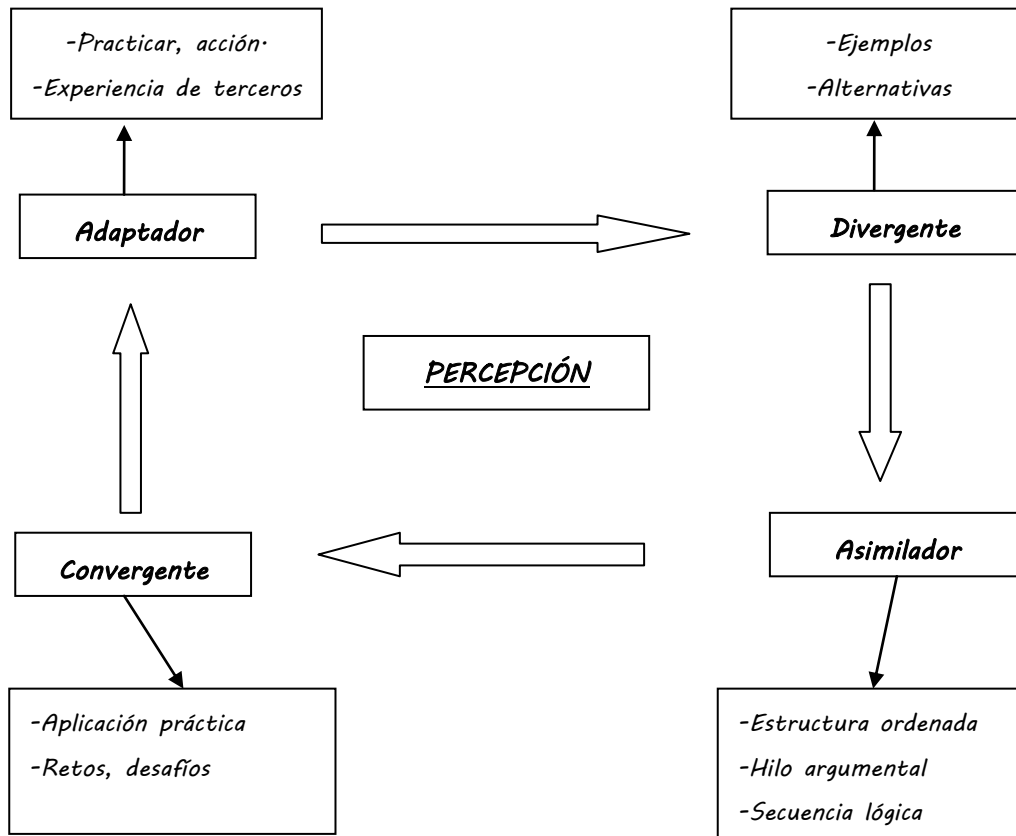 -Practicar, acción.
-Experiencia de terceros
-Ejemplos
-Alternativas
Adaptador
Divergente
PERCEPCIÓN
Convergente
Asimilador
-Aplicación práctica
-Retos, desafíos
-Estructura ordenada
-Hilo argumental
-Secuencia lógica